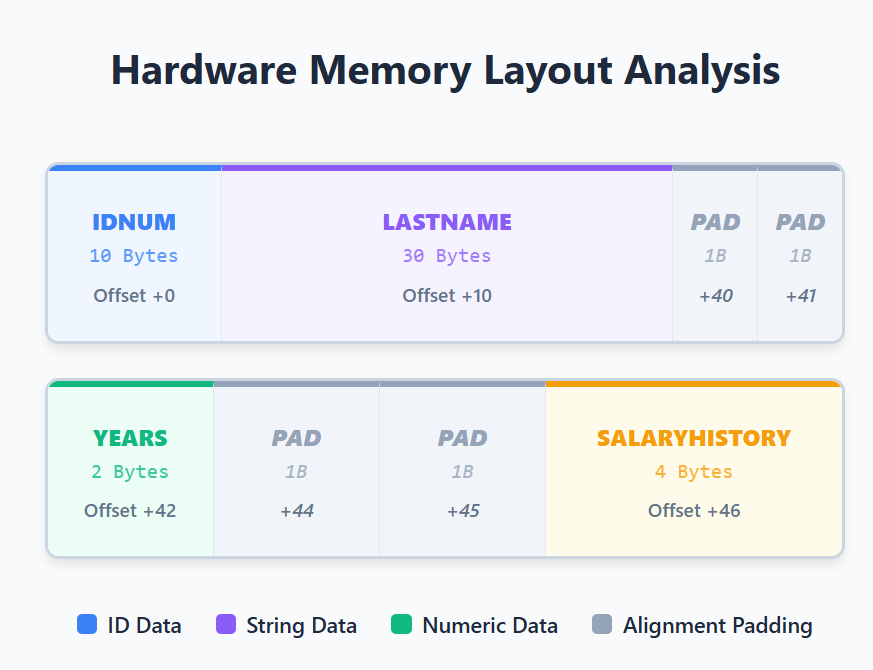 Hardware Memory Layout Analysis
IDNUM
10 Bytes
Offset +0
LASTNAME
30 Bytes
Offset +10
PAD
1B
+40
PAD
1B
+41
YEARS
2 Bytes
Offset +42
PAD
1B
+44
PAD
1B
+45
SALARYHISTORY
4 Bytes
Offset +46
ID Data
String Data
Numeric Data
Alignment Padding